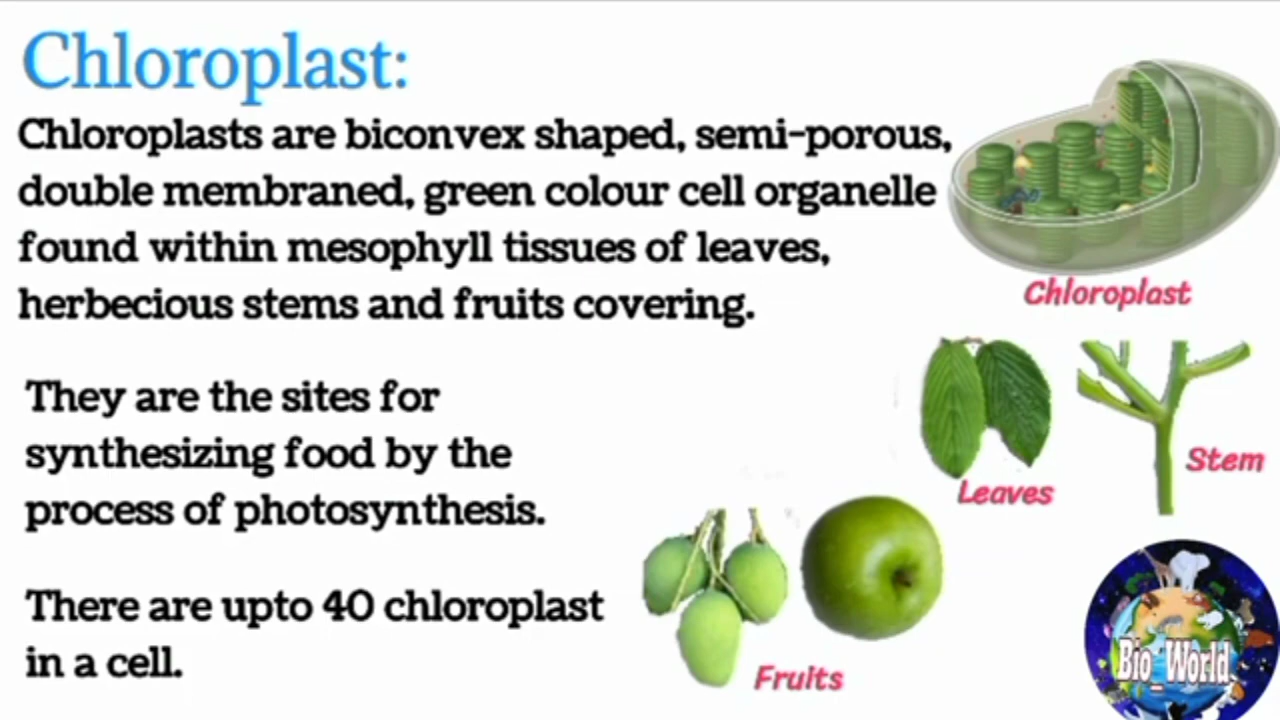 Chloroplast:
Chloroplasts are biconvex shaped, semi-porous,
double membraned, green colour cell organelle
found within mesophyll tissues of leaves,
herbecious stems and fruits covering.
Chloroplast
They are the sites for
synthesizing food by the
process of photosynthesis.
Leaves
Stem
There are upto 40 chloroplast
in a cell.
Fruits
Bio_World